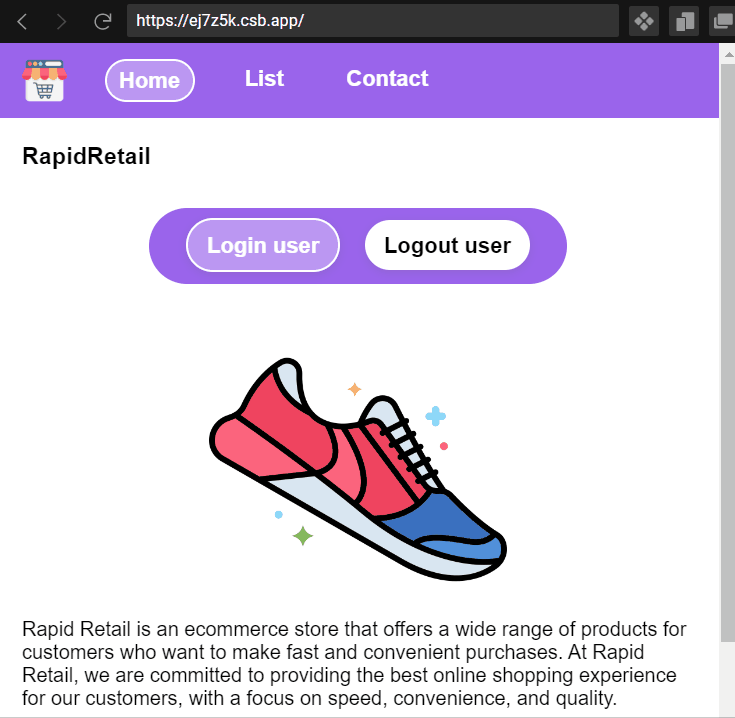 https://ej7z5k.csb.app/
Home List Contact
RapidRetail
Login user Logout user
Rapid Retail is an ecommerce store that offers a wide range of products for
customers who want to make fast and convenient purchases. At Rapid
Retail, we are committed to providing the best online shopping experience
for our customers, with a focus on speed, convenience, and quality.